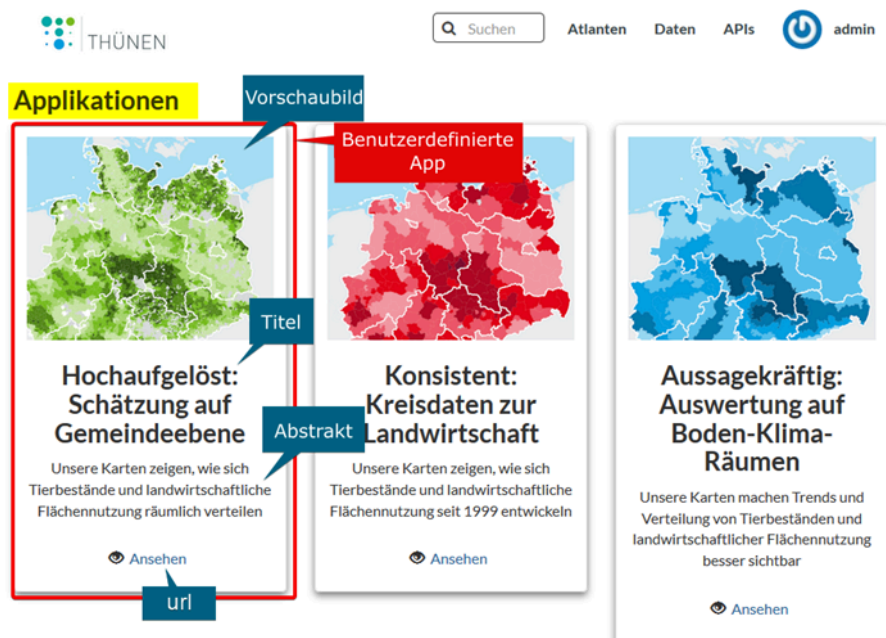 THÜNEN
Suchen
Atlanten
Daten
APIs
admin
Applikationen
Vorschaubild
Benutzerdefinierte
App
Titel
Hochaufgelöst:
Schätzung auf
Gemeindeebene
Abstrakt
Unsere Karten zeigen, wie sich
Tierbestände und landwirtschaftliche
Flächennutzung räumlich verteilen
Ansehen
url
Konsistent:
Kreisdaten zur
Landwirtschaft
Unsere Karten zeigen, wie sich
Tierbestände und landwirtschaftliche
Flächennutzung seit 1999 entwickeln
Ansehen
Aussagekräftig:
Auswertung auf
Boden-Klima-
Räumen
Unsere Karten machen Trends und
Verteilung von Tierbeständen und
landwirtschaftlicher Flächennutzung
besser sichtbar
Ansehen